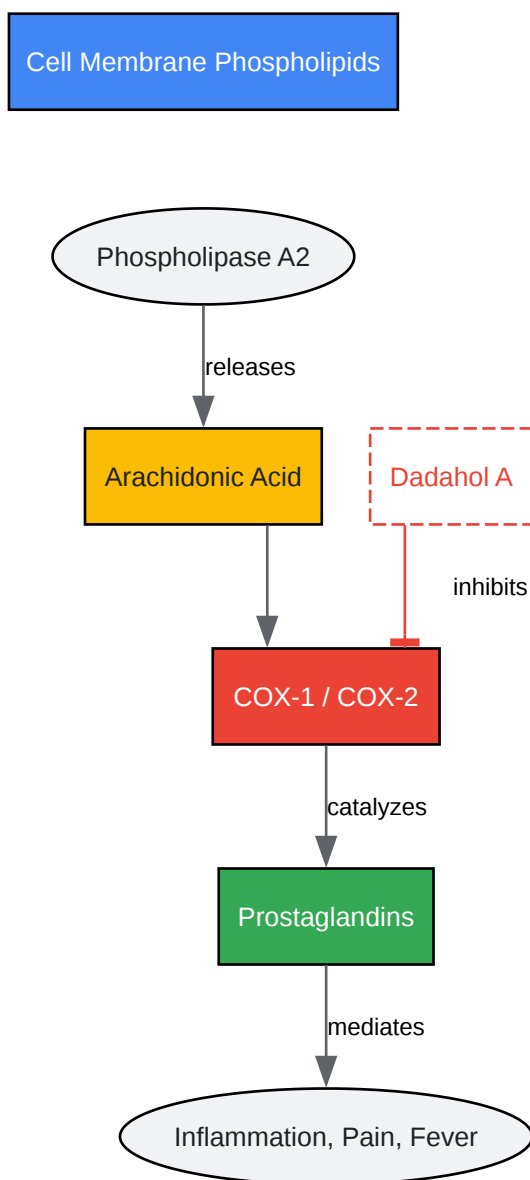 Cell Membrane Phospholipids
Phospholipase A2
releases
Arachidonic Acid
Dadahol A
inhibits
COX-1 / COX-2
catalyzes
Prostaglandins
mediates
Inflammation, Pain, Fever